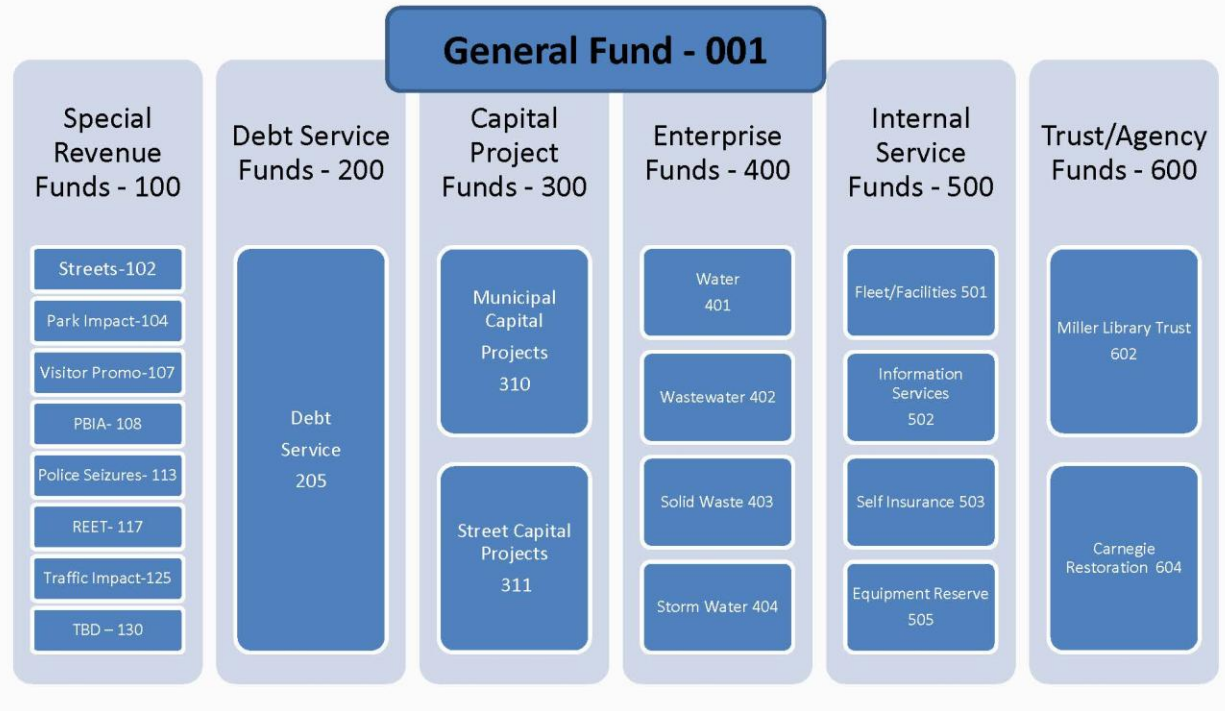 General Fund - 001
Special
Revenue
Funds - 100
Streets-102
Park Impact-104
Visitor Promo-107
PBIA- 108
Police Seizures- 113
REET- 117
Traffic Impact-125
TBD – 130
Debt Service
Funds - 200
Debt
Service
205
Capital
Project
Funds - 300
Municipal
Capital
Projects
310
Street Capital
Projects
311
Enterprise
Funds - 400
Water
401
Wastewater 402
Solid Waste 403
Storm Water 404
Internal
Service
Funds - 500
Fleet/Facilities 501
Information
Services
502
Self Insurance 503
Equipment Reserve
505
Trust/Agency
Funds - 600
Miller Library Trust
602
Carnegie
Restoration 604